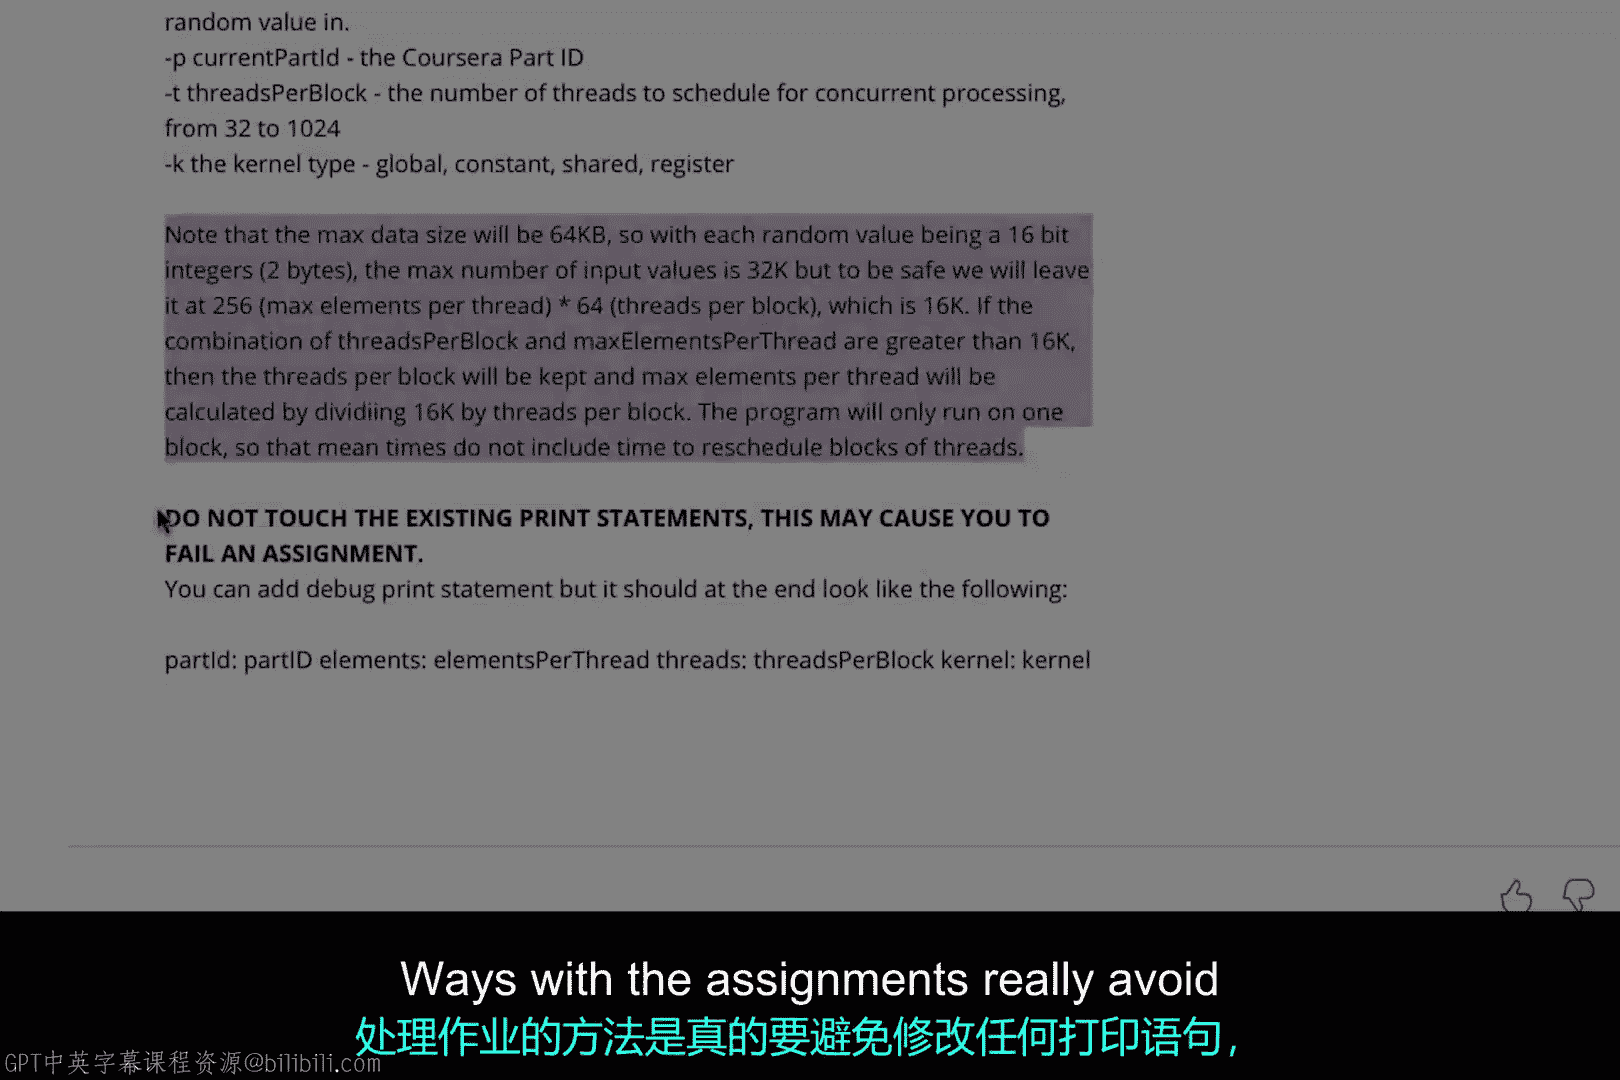 random value in.
-p currentPartId - the Coursera Part ID
-t threadsPerBlock - the number of threads to schedule for concurrent processing,
from 32 to 1024
-k the kernel type - global, constant, shared, register
Note that the max data size will be 64KB, so with each random value being a 16 bit
integers (2 bytes), the max number of input values is 32K but to be safe we will leave
it at 256 (max elements per thread) * 64 (threads per block), which is 16K. If the
combination of threadsPerBlock and maxElementsPerThread are greater than 16K,
then the threads per block will be kept and max elements per thread will be
calculated by dividiing 16K by threads per block. The program will only run on one
block, so that mean times do not include time to reschedule blocks of threads.
DO NOT TOUCH THE EXISTING PRINT STATEMENTS, THIS MAY CAUSE YOU TO
FAIL AN ASSIGNMENT.
You can add debug print statement but it should at the end look like the following:
partId: partID elements: elementsPerThread threads: threadsPerBlock kernel: kernel
Ways with the assignments really avoid
处理作业的方法是真的要避免修改任何打印语句，
GPT中英字幕课程资源@bilibili.com